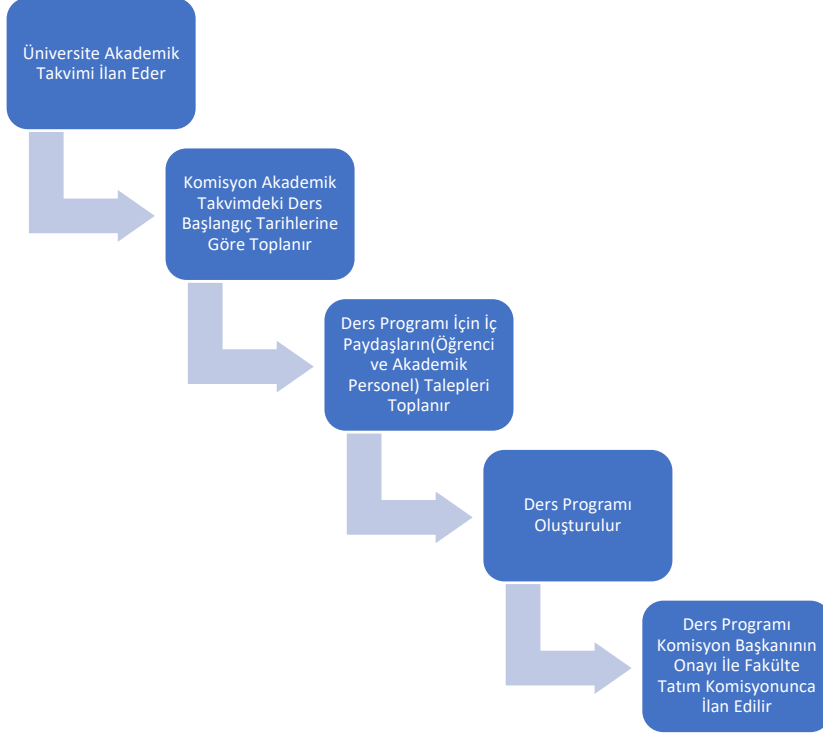 Üniversite Akademik
Takvimi İlan Eder
Komisyon Akademik
Takvimdeki Ders
Başlangıç Tarihlerine
Göre Toplanır
Ders Programı İçin İç
Paydaşların(Öğrenci
ve Akademik
Personel) Talepleri
Toplanır
Ders Programı
Oluşturulur
Ders Programı
Komisyon Başkanının
Onayı İle Fakülte
Tatım Komisyonunca
İlan Edilir